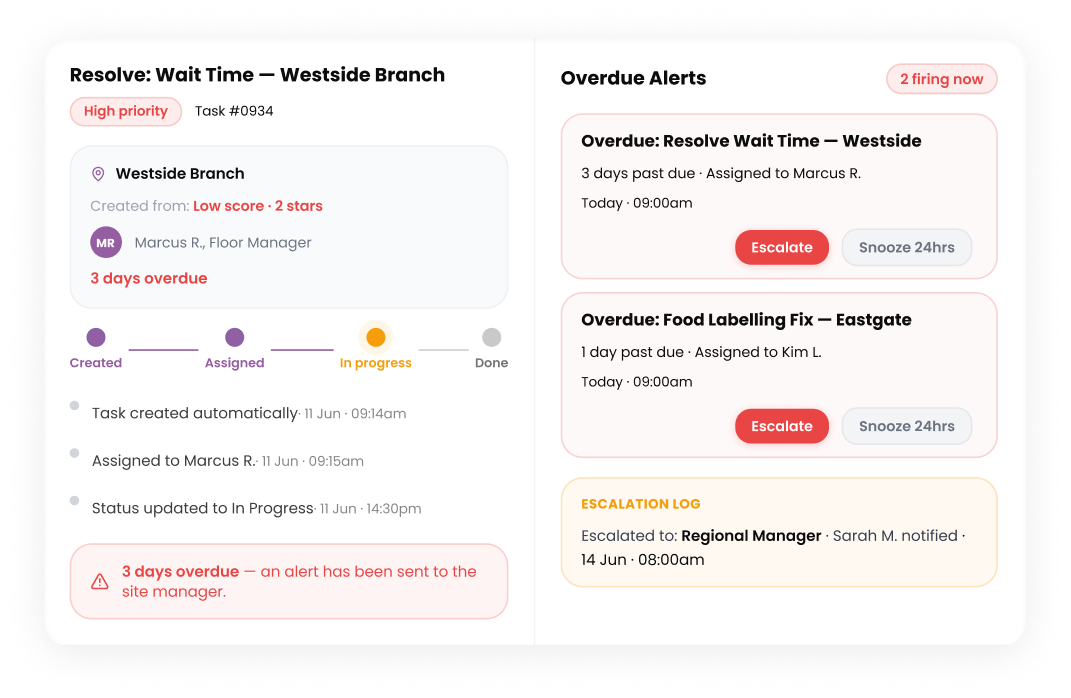 Resolve: Wait Time — Westside Branch
High priority
Task #0934
Westside Branch
Created from: Low score · 2 stars
MR
Marcus R., Floor Manager
3 days overdue
Created
Assigned
In progress
Done
Task created automatically· 11 Jun · 09:14am
Assigned to Marcus R.· 11 Jun · 09:15am
Status updated to In Progress· 11 Jun · 14:30pm
3 days overdue — an alert has been sent to the
site manager.
Overdue Alerts
2 firing now
Overdue: Resolve Wait Time — Westside
3 days past due · Assigned to Marcus R.
Today · 09:00am
Escalate
Snooze 24hrs
Overdue: Food Labelling Fix — Eastgate
1 day past due · Assigned to Kim L.
Today · 09:00am
Escalate
Snooze 24hrs
ESCALATION LOG
Escalated to: Regional Manager · Sarah M. notified ·
14 Jun · 08:00am